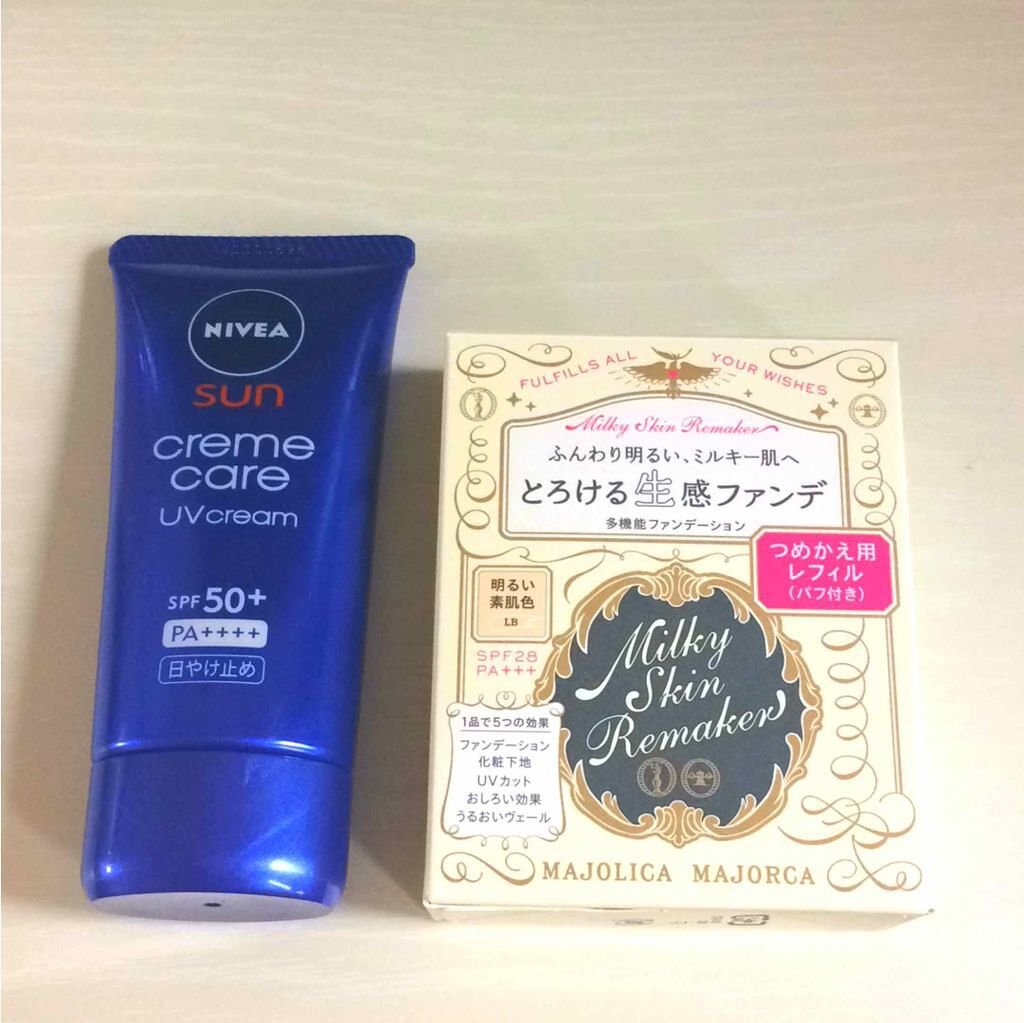 NIVEA
sun
creme
care
UV cream
SPF 50+
PA++++
日やけ止め
FULFILLS ALL YOUR WISHES
Milky Skin Remaker
ふんわり明るい、ミルキー肌へ
とろける生感ファンデ
多機能ファンデーション
つめかえ用
レフィル
(パフ付き)
明るい
素肌色
LB
SPF28
PA+++
Milky
Skin
Remaker
1品で5つの効果
ファンデーション
化粧下地
UVカット
おしろい効果
うるおいヴェール
MAJOLICA MAJORCA